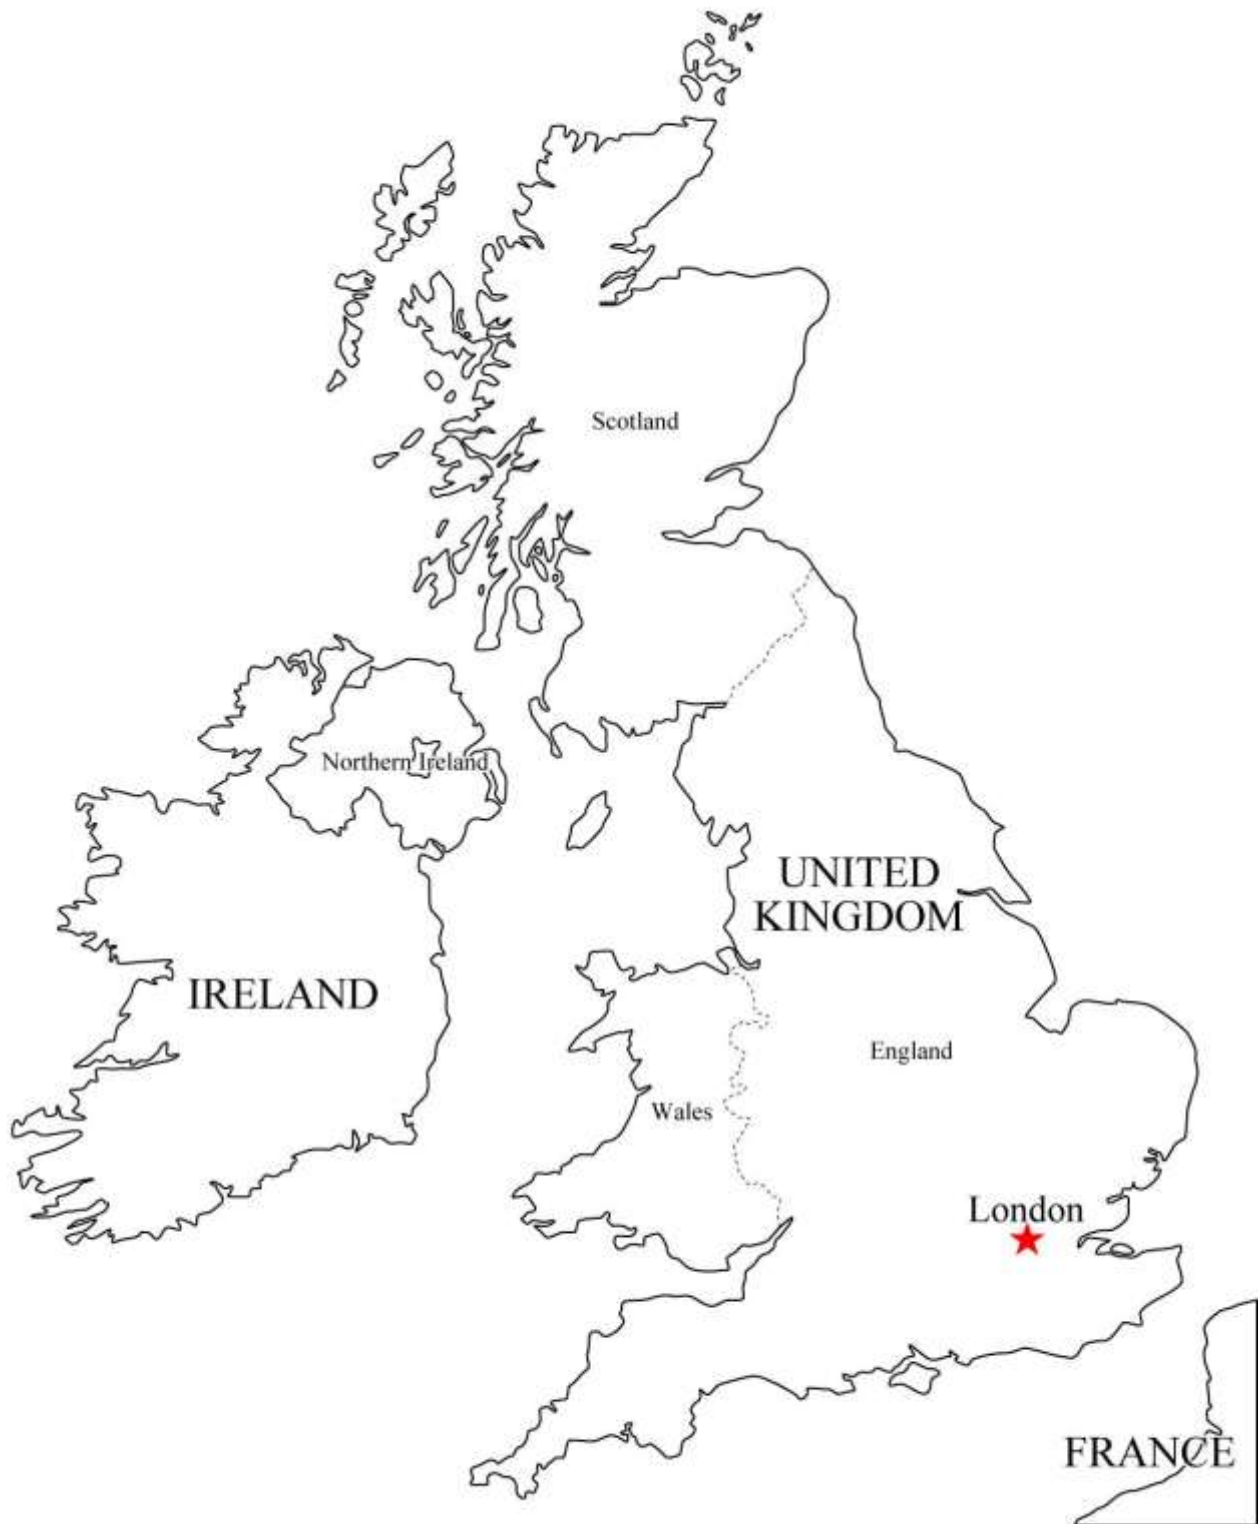 Scotland
Northern Ireland
UNITED
KINGDOM
IRELAND
England
Wales
London
FRANCE